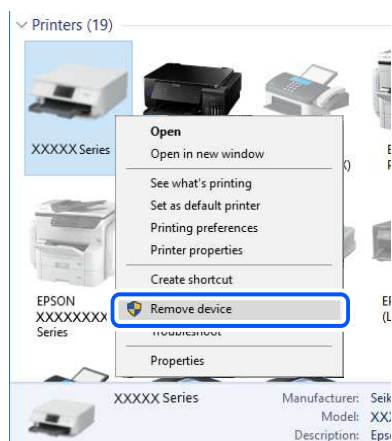 Printers (19)
XXXXX Series
Open
Open in new window
See what's printing
Set as default printer
Printing preferences
Printer properties
Create shortcut
Remove device
Troubleshoot
Properties
EPSON
XXXXXXXX
Series
XXXXX Series
Manufacturer:
Model:
Description: